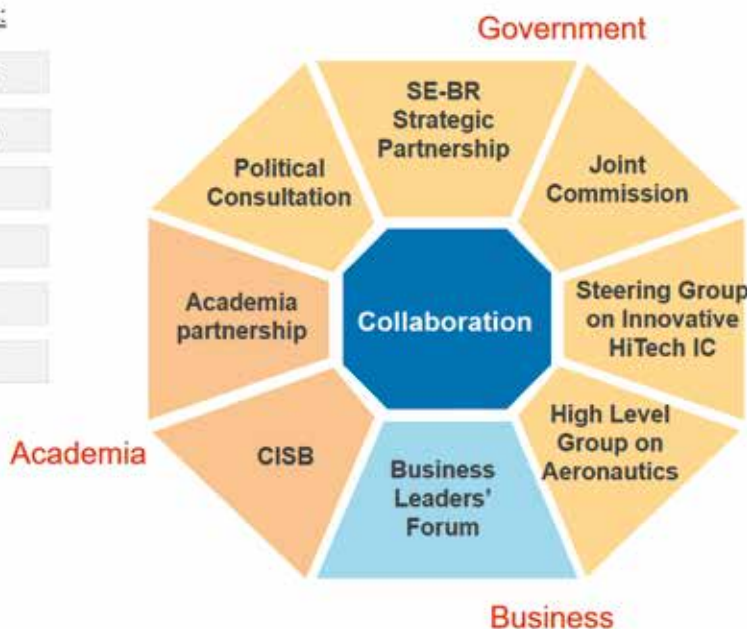 Government
SE-BR
Strategic
Partnership
Political
Consultation
Joint
Commission
Academia
partnership
Collaboration
Steering Group
on Innovative
HiTech IC
High Level
Group on
Aeronautics
Academia
CISB
Business
Leaders'
Forum
Business